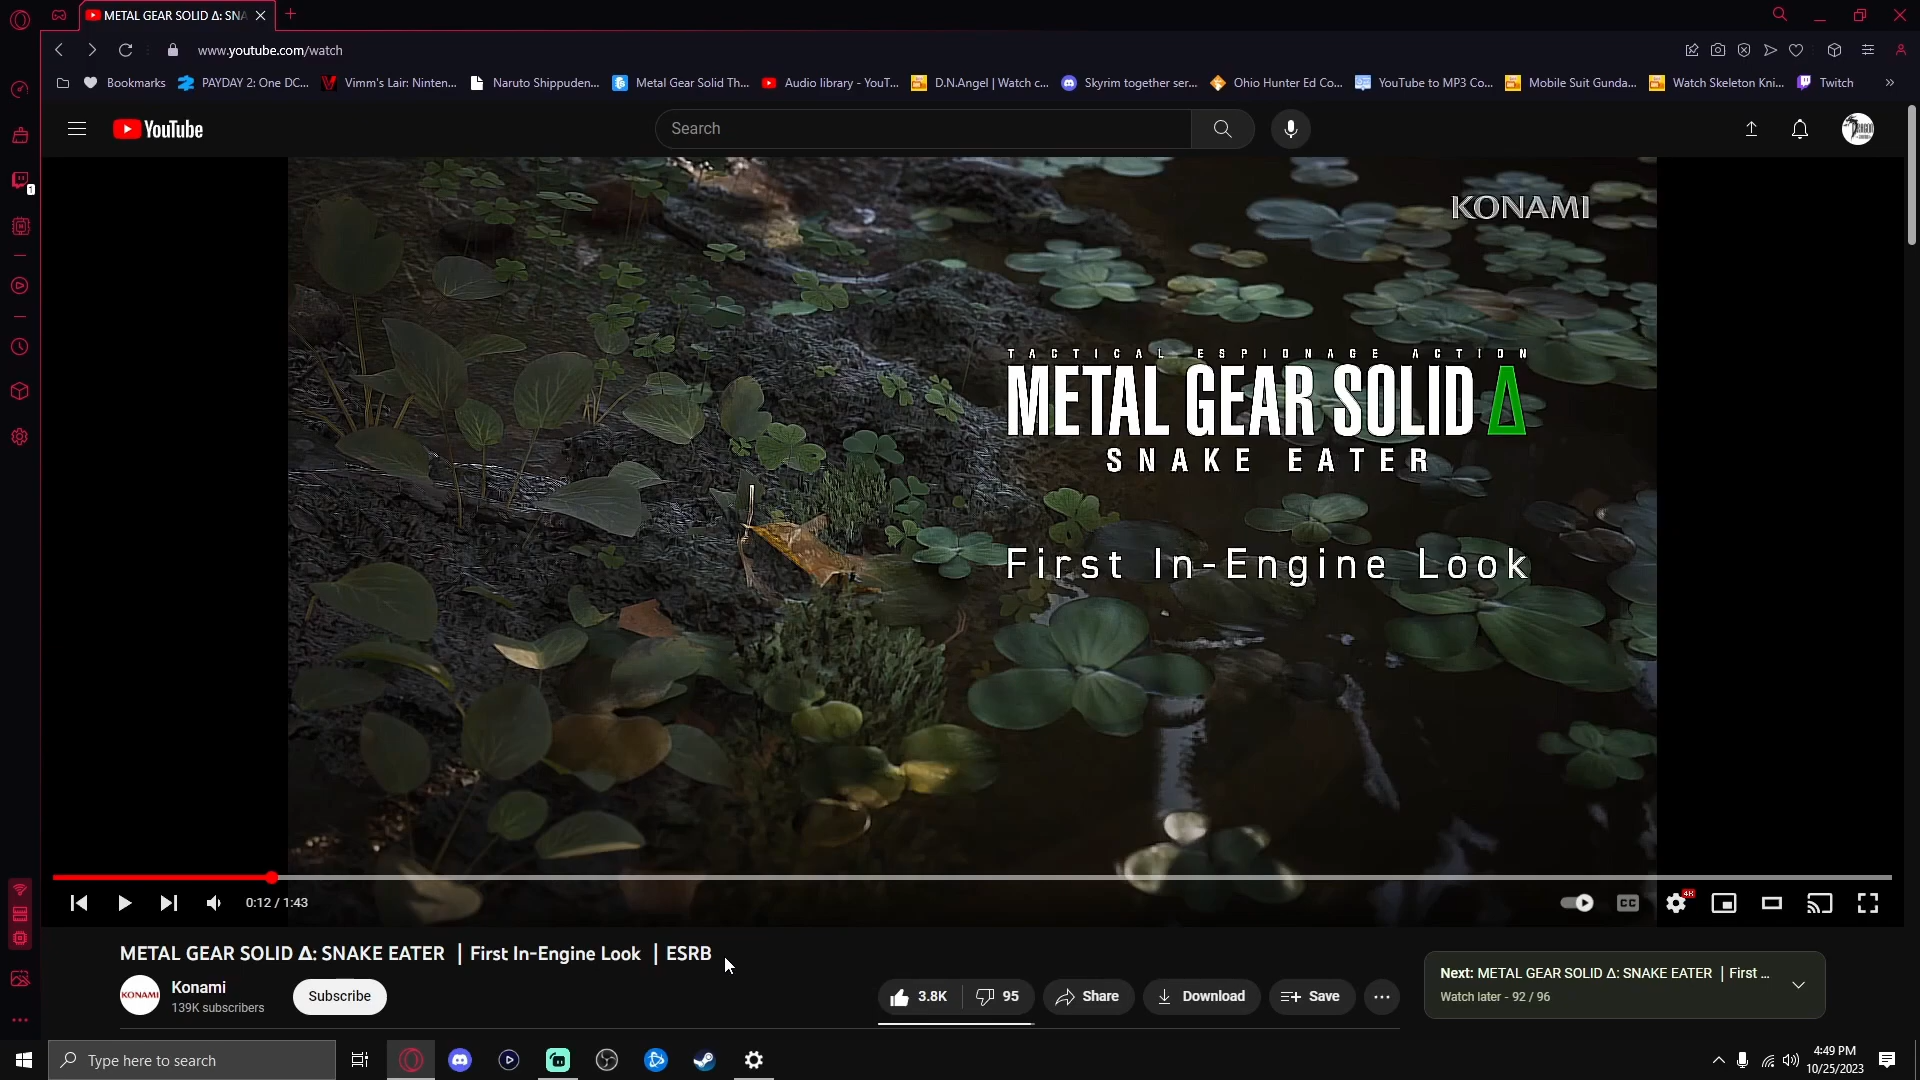 METAL GEAR SOLID Δ: SNA
www.youtube.com/watch
Bookmarks
PAYDAY 2: One DC...
Vimm's Lair: Ninten...
Naruto Shippuden...
Metal Gear Solid Th...
Audio library - YouT...
D.N.Angel | Watch c...
Skyrim together ser...
Ohio Hunter Ed Co...
YouTube to MP3 Co...
Mobile Suit Gunda...
Watch Skeleton Kni...
Twitch
1
YouTube
Search
KONAMI
TACTICAL ESPIONAGE ACTION
METAL GEAR SOLID Δ
SNAKE EATER
First In-Engine Look
0:12 / 1:43
CC
4K
METAL GEAR SOLID Δ: SNAKE EATER | First In-Engine Look | ESRB
KONAMI
Konami
139K subscribers
Subscribe
3.8K
95
Share
Download
Save
Next: METAL GEAR SOLID Δ: SNAKE EATER | First ...
Watch later - 92 / 96
Type here to search
4:49 PM
10/25/2023